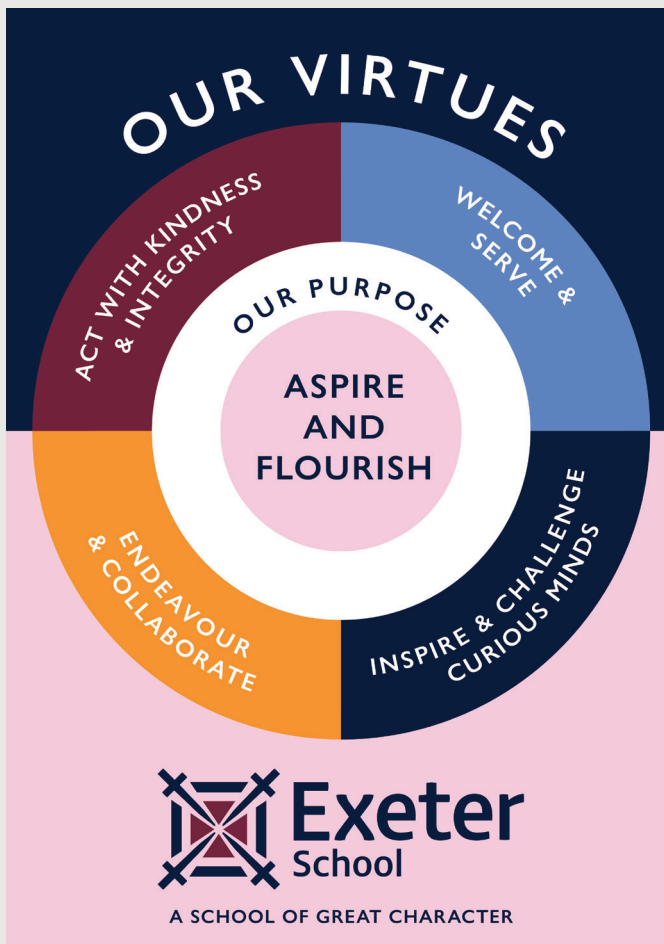 OUR VIRTUES
ACT WITH KINDNESS
& INTEGRITY
WELCOME &
SERVE
OUR PURPOSE
ASPIRE
AND
FLOURISH
ENDEAVOUR
& COLLABORATE
INSPIRE & CHALLENGE
CURIOUS MINDS
Exeter
School
A SCHOOL OF GREAT CHARACTER